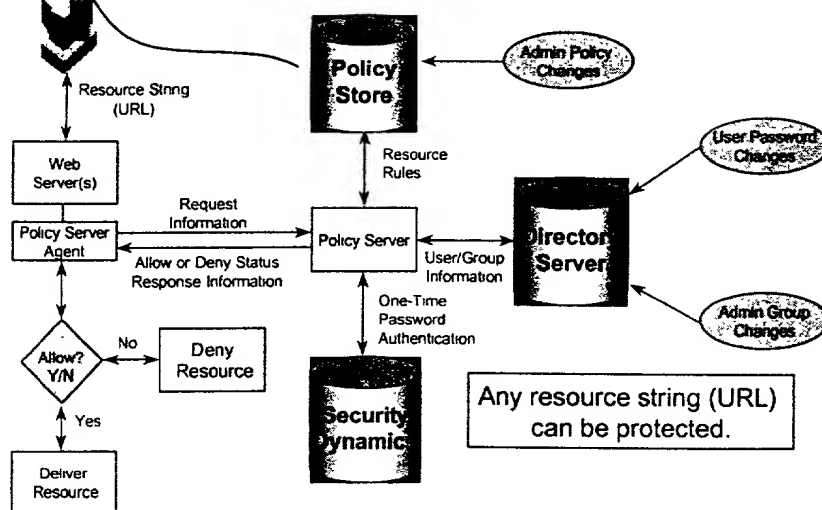 Policy
Store
Admin Policy
Changes
Resource String
(URL)
User Password
Changes
Web
Server(s)
Resource
Rules
Request
Information
Policy Server
Agent
Policy Server
Director
Server
Allow or Deny Status
Response Information
User/Group
Information
One-Time
Password
Authentication
Admin Group
Changes
Allow?
Y/N
No
Deny
Resource
Security
Dynamic
Any resource string (URL)
can be protected.
Yes
Deliver
Resource